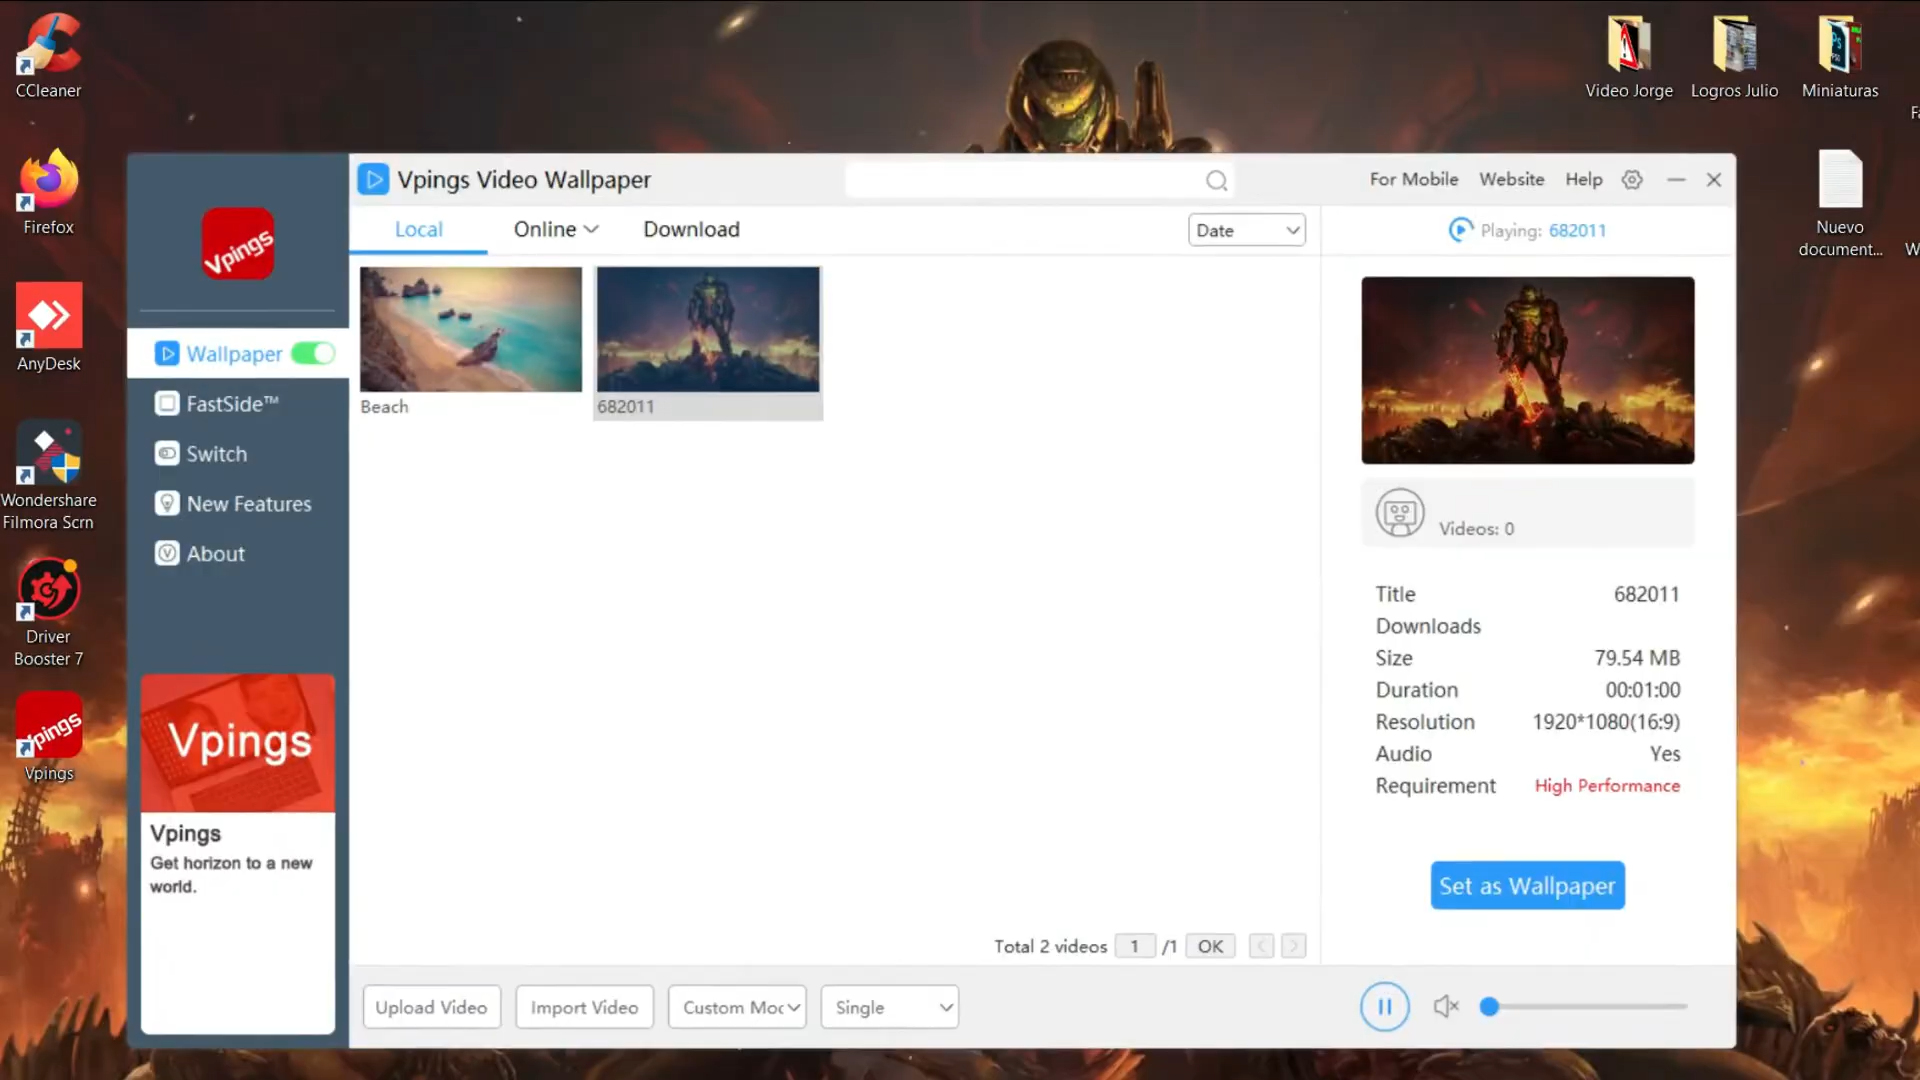 CCleaner
Firefox
AnyDesk
Wondershare
Filmora Scrn
Driver
Booster 7
Vpings
Vpings
Video Jorge
Logros Julio
Ps
Miniaturas
Nuevo
document...
Vpings
Vpings Video Wallpaper
For Mobile
Website
Help
Local
Online
Download
Date
Playing: 682011
Wallpaper
FastSide™
Switch
New Features
About
Beach
682011
Videos: 0
Title 682011
Downloads
Size 79.54 MB
Duration 00:01:00
Resolution 1920*1080(16:9)
Audio Yes
Requirement High Performance
Set as Wallpaper
Vpings
Vpings
Get horizon to a new
world.
Total 2 videos 1 /1 OK
Upload Video
Import Video
Custom Moc
Single